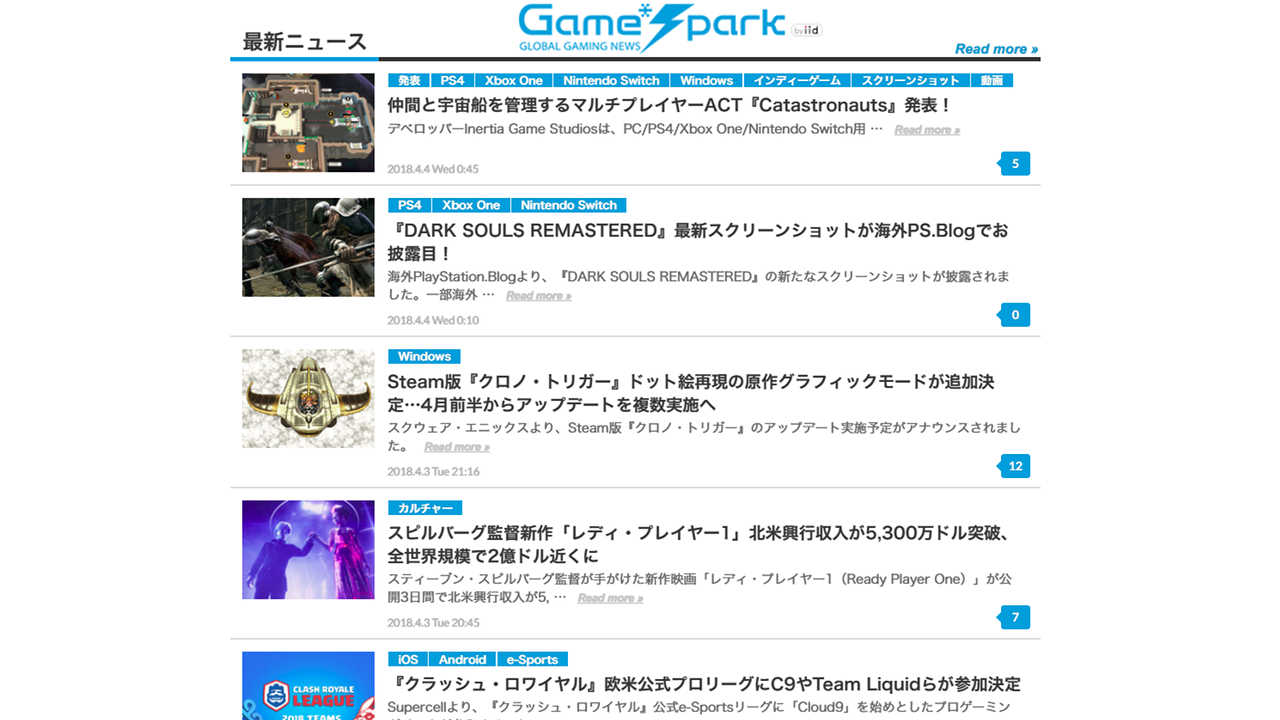 Game*Spark
GLOBAL GAMING NEWS
by iid
最新ニュース
Read more »
発表 PS4 Xbox One Nintendo Switch Windows インディーゲーム スクリーンショット 動画
仲間と宇宙船を管理するマルチプレイヤーACT『Catastronauts』発表！
デベロッパーInertia Game Studiosは、PC/PS4/Xbox One/Nintendo Switch用 … Read more »
2018.4.4 Wed 0:45
5
PS4 Xbox One Nintendo Switch
『DARK SOULS REMASTERED』最新スクリーンショットが海外PS.Blogでお
披露目！
海外PlayStation.Blogより、『DARK SOULS REMASTERED』の新たなスクリーンショットが披露されま
した。一部海外 … Read more »
2018.4.4 Wed 0:10
0
Windows
Steam版『クロノ・トリガー』ドット絵再現の原作グラフィックモードが追加決
定…4月前半からアップデートを複数実施へ
スクウェア・エニックスより、Steam版『クロノ・トリガー』のアップデート実施予定がアナウンスされまし
た。 Read more »
2018.4.3 Tue 21:16
12
カルチャー
スピルバーグ監督新作「レディ・プレイヤー1」北米興行収入が5,300万ドル突破、
全世界規模で2億ドル近くに
スティーブン・スピルバーグ監督が手がけた新作映画「レディ・プレイヤー1（Ready Player One）」が公
開3日間で北米興行収入が5, … Read more »
2018.4.3 Tue 20:45
7
CLASH ROYALE
LEAGUE
2018 TEAMS
iOS Android e-Sports
『クラッシュ・ロワイヤル』欧米公式プロリーグにC9やTeam Liquidらが参加決定
Supercellより、『クラッシュ・ロワイヤル』公式e-Sportsリーグに「Cloud9」を始めとしたプロゲーミン